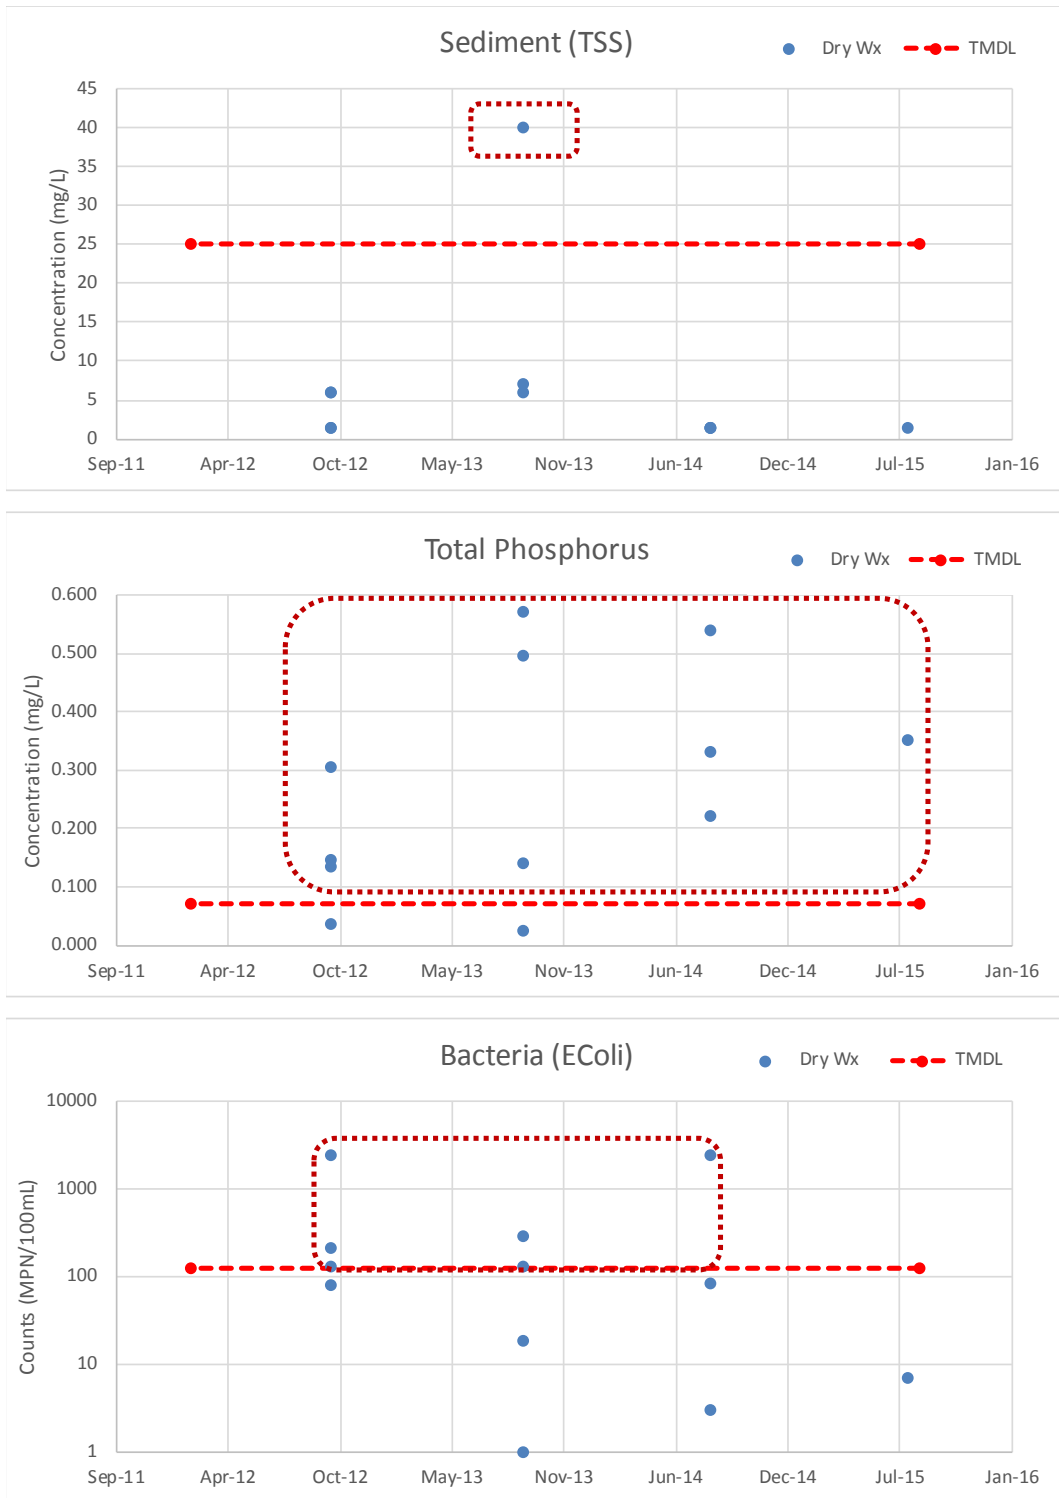 Sediment (TSS)
Dry Wx
TMDL
45
40
35
30
25
20
15
10
5
0
Concentration (mg/L)
Sep-11 Apr-12 Oct-12 May-13 Nov-13 Jun-14 Dec-14 Jul-15 Jan-16
Total Phosphorus
Dry Wx
TMDL
0.600
0.500
0.400
0.300
0.200
0.100
0.000
Concentration (mg/L)
Sep-11 Apr-12 Oct-12 May-13 Nov-13 Jun-14 Dec-14 Jul-15 Jan-16
Bacteria (EColi)
Dry Wx
TMDL
10000
1000
100
10
1
Counts (MPN/100mL)
Sep-11 Apr-12 Oct-12 May-13 Nov-13 Jun-14 Dec-14 Jul-15 Jan-16